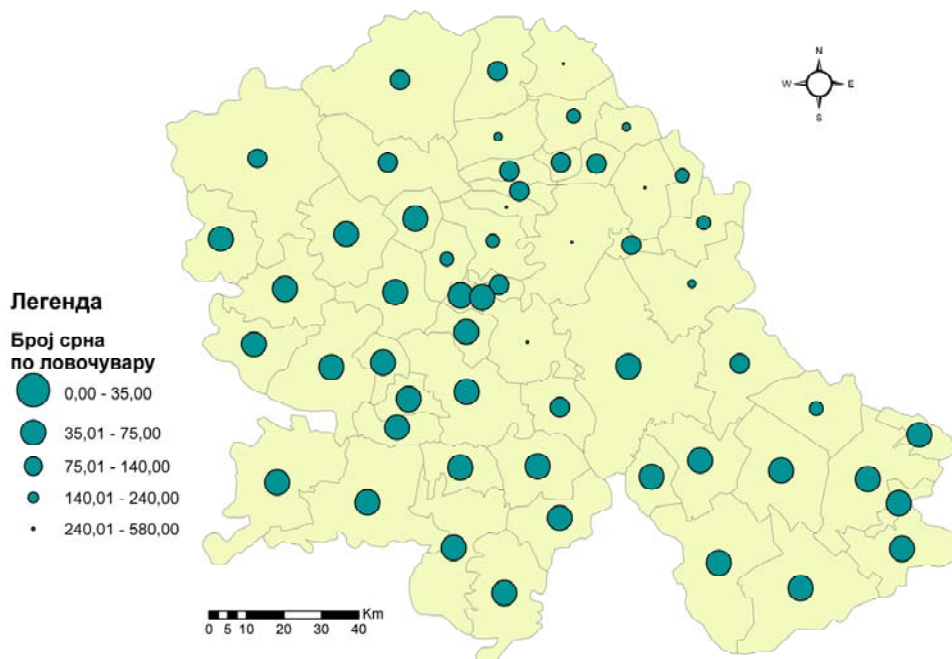 N
W E
S
Легенда
Број срна
по ловочувару
0,00 - 35,00
35,01 - 75,00
75,01 - 140,00
140,01 - 240,00
240,01 - 580,00
Km
0 5 10 20 30 40